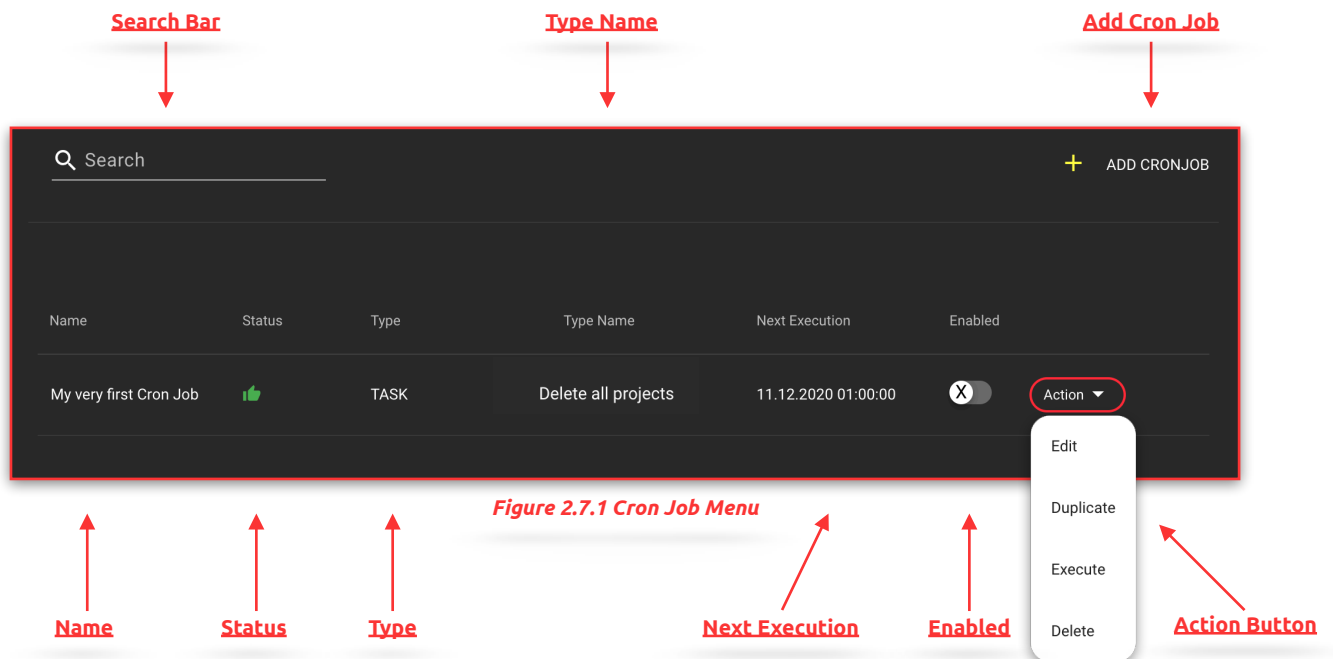 Search Bar Type Name Add Cron Job
Search + ADD CRONJOB
Name Status Type Type Name Next Execution Enabled
My very first Cron Job TASK Delete all projects 11.12.2020 01:00:00 X Action
Edit
Figure 2.7.1 Cron Job Menu
Duplicate
Execute
Name Status Type Next Execution Enabled Action Button
Delete